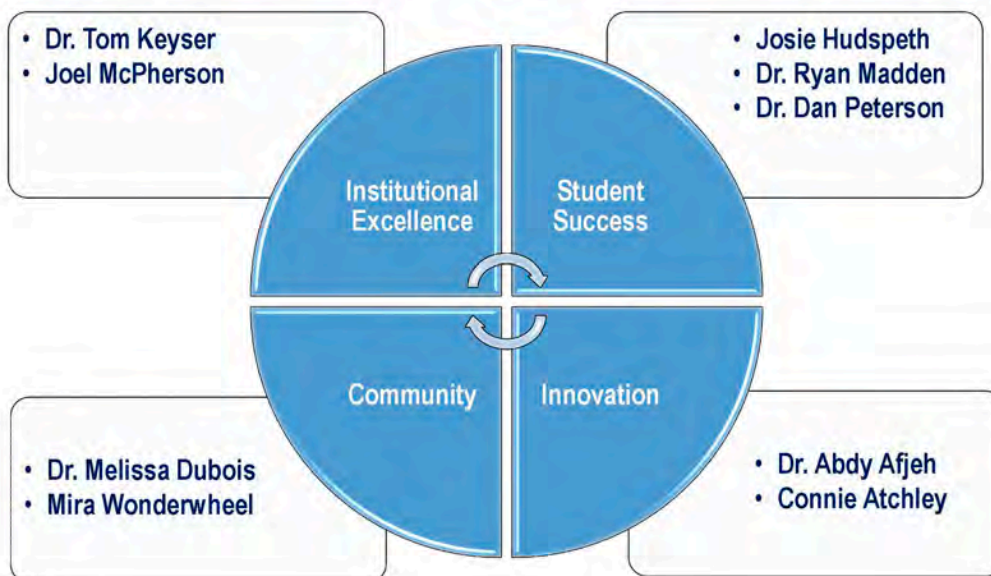 • Dr. Tom Keyser
• Joel McPherson
• Josie Hudspeth
• Dr. Ryan Madden
• Dr. Dan Peterson
Institutional
Excellence
Student
Success
Community
Innovation
• Dr. Melissa Dubois
• Mira Wonderwheel
• Dr. Abdy Afjeh
• Connie Atchley